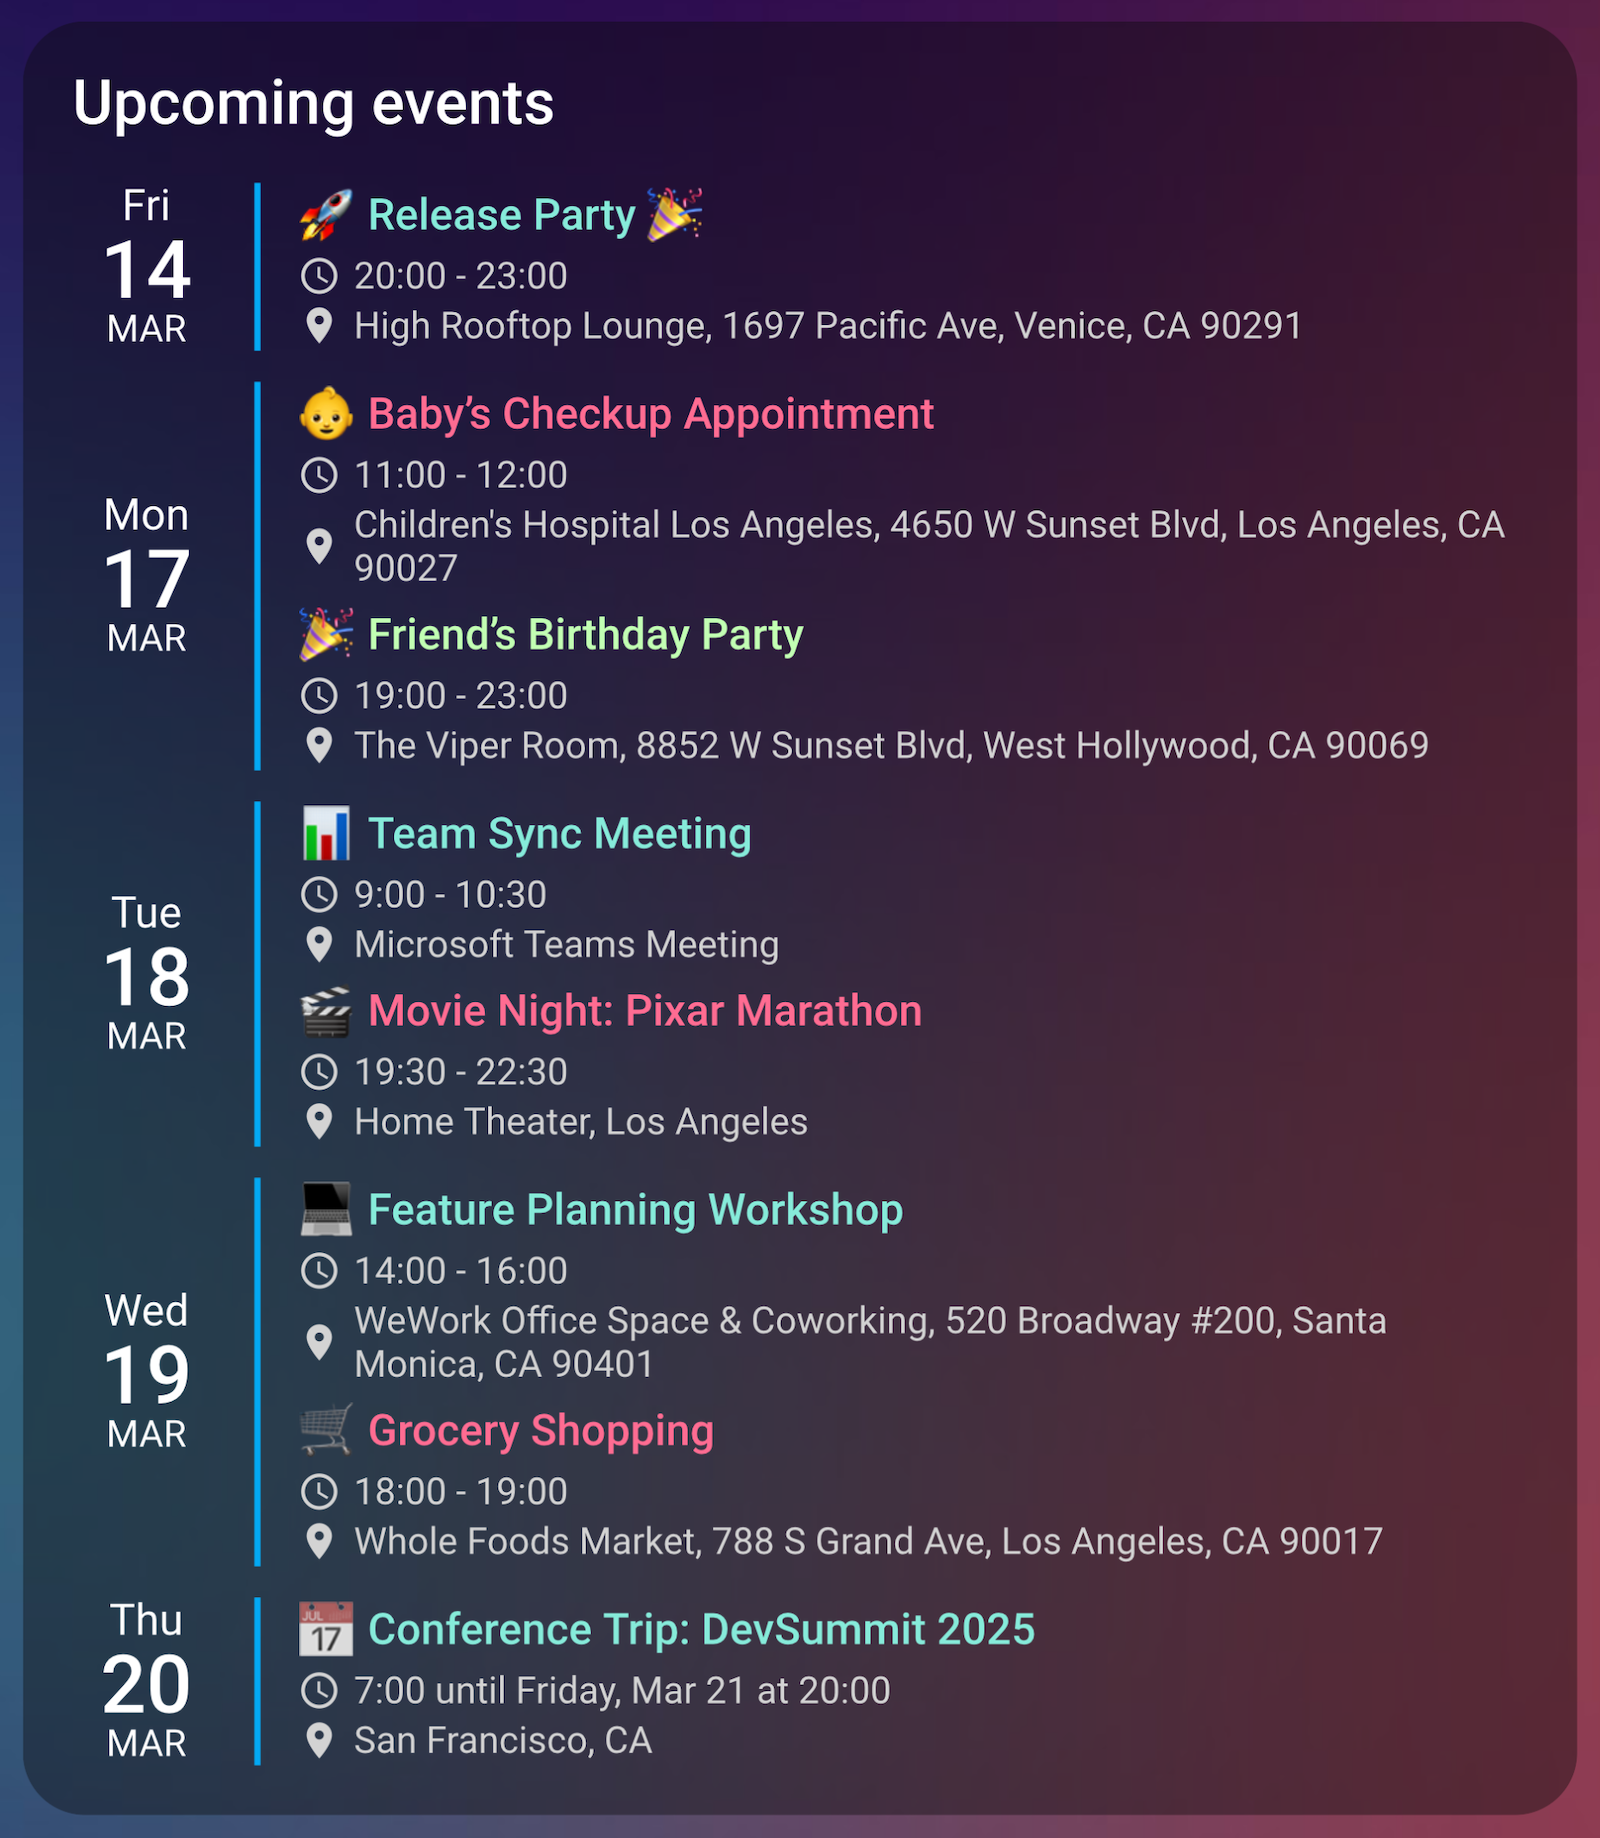 Upcoming events
Fri
14
MAR
🚀 Release Party 🎉
20:00 - 23:00
High Rooftop Lounge, 1697 Pacific Ave, Venice, CA 90291
Mon
17
MAR
👶 Baby’s Checkup Appointment
11:00 - 12:00
Children's Hospital Los Angeles, 4650 W Sunset Blvd, Los Angeles, CA
90027
🎉 Friend’s Birthday Party
19:00 - 23:00
The Viper Room, 8852 W Sunset Blvd, West Hollywood, CA 90069
Tue
18
MAR
📊 Team Sync Meeting
9:00 - 10:30
Microsoft Teams Meeting
🎬 Movie Night: Pixar Marathon
19:30 - 22:30
Home Theater, Los Angeles
Wed
19
MAR
💻 Feature Planning Workshop
14:00 - 16:00
WeWork Office Space & Coworking, 520 Broadway #200, Santa
Monica, CA 90401
🛒 Grocery Shopping
18:00 - 19:00
Whole Foods Market, 788 S Grand Ave, Los Angeles, CA 90017
Thu
20
MAR
📅 Conference Trip: DevSummit 2025
7:00 until Friday, Mar 21 at 20:00
San Francisco, CA